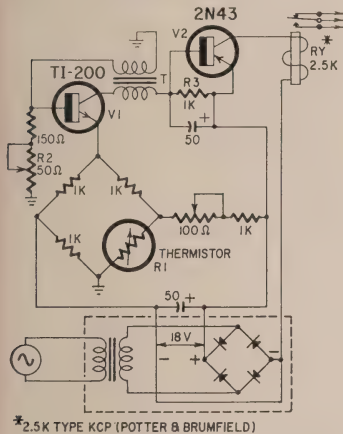 2N43
V2
*
RY
2.5K
TI-200
T
V1
R3
1K
+
50
150Ω
R2
50Ω
1K
1K
1K
100Ω
1K
THERMISTOR
R1
50 +
18V
- +
-
*2.5K TYPE KCP (POTTER & BRUMFIELD)